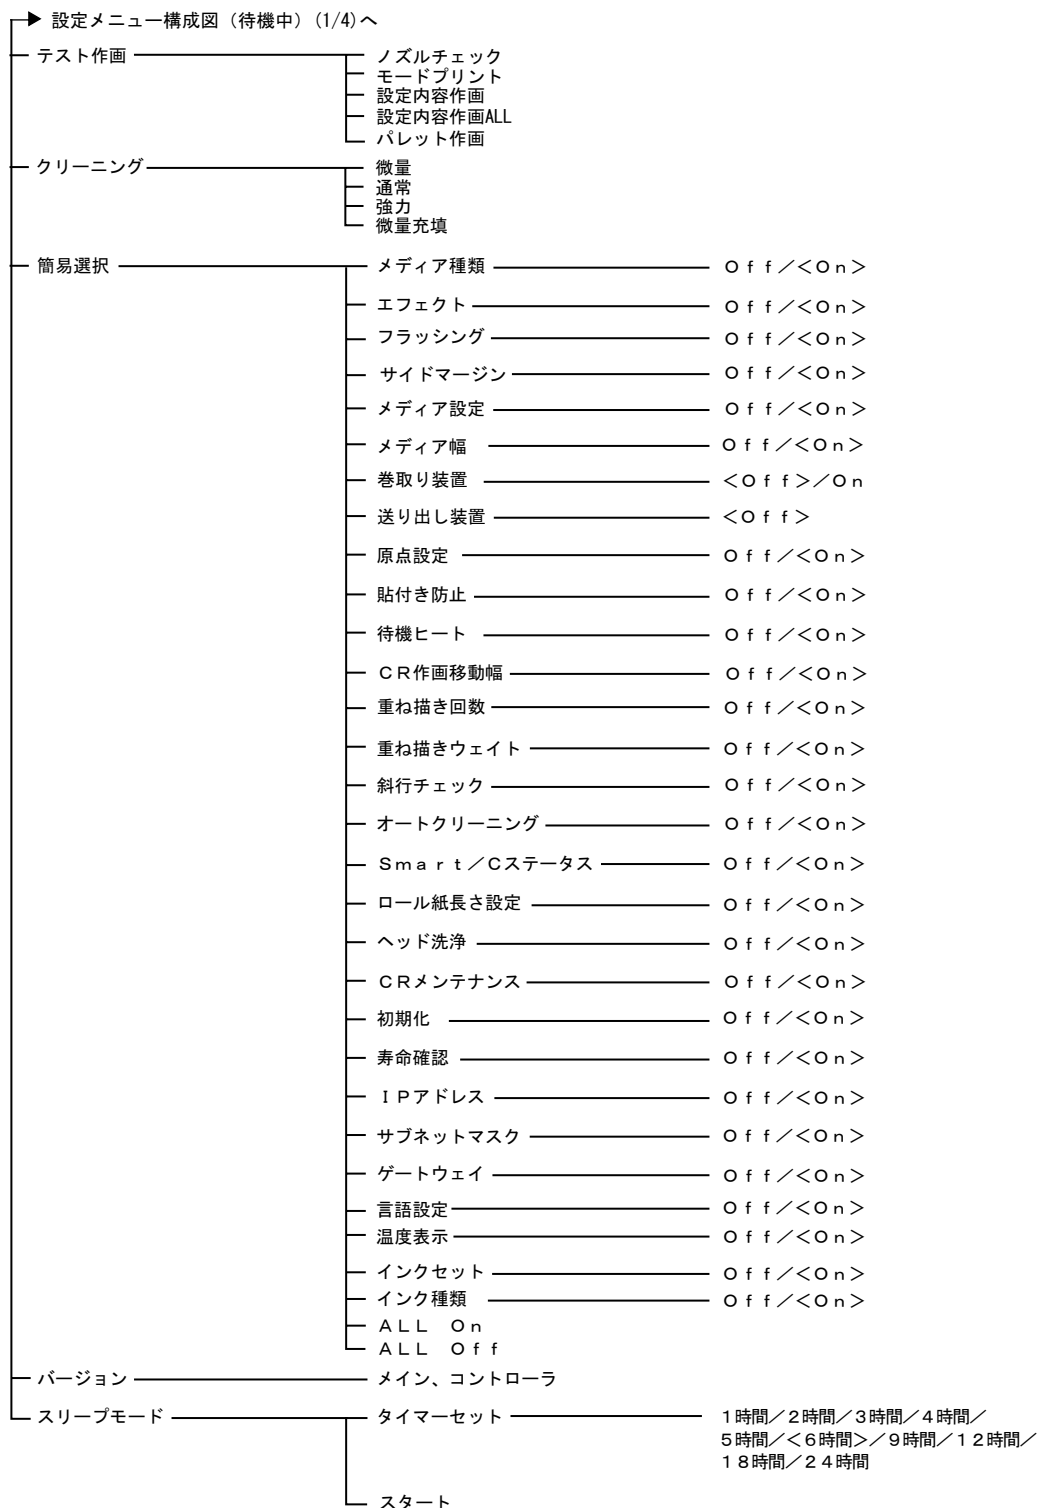 設定メニュー構成図（待機中）(1/4)へ
テスト作画
ノズルチェック
モードプリント
設定内容作画
設定内容作画ALL
パレット作画
クリーニング
微量
通常
強力
微量充填
簡易選択
メディア種類 Ｏｆｆ／＜Ｏｎ＞
エフェクト Ｏｆｆ／＜Ｏｎ＞
フラッシング Ｏｆｆ／＜Ｏｎ＞
サイドマージン Ｏｆｆ／＜Ｏｎ＞
メディア設定 Ｏｆｆ／＜Ｏｎ＞
メディア幅 Ｏｆｆ／＜Ｏｎ＞
巻取り装置 ＜Ｏｆｆ＞／Ｏｎ
送り出し装置 ＜Ｏｆｆ＞
原点設定 Ｏｆｆ／＜Ｏｎ＞
貼付き防止 Ｏｆｆ／＜Ｏｎ＞
待機ヒート Ｏｆｆ／＜Ｏｎ＞
ＣＲ作画移動幅 Ｏｆｆ／＜Ｏｎ＞
重ね描き回数 Ｏｆｆ／＜Ｏｎ＞
重ね描きウェイト Ｏｆｆ／＜Ｏｎ＞
斜行チェック Ｏｆｆ／＜Ｏｎ＞
オートクリーニング Ｏｆｆ／＜Ｏｎ＞
Ｓｍａｒｔ／Ｃステータス Ｏｆｆ／＜Ｏｎ＞
ロール紙長さ設定 Ｏｆｆ／＜Ｏｎ＞
ヘッド洗浄 Ｏｆｆ／＜Ｏｎ＞
ＣＲメンテナンス Ｏｆｆ／＜Ｏｎ＞
初期化 Ｏｆｆ／＜Ｏｎ＞
寿命確認 Ｏｆｆ／＜Ｏｎ＞
ＩＰアドレス Ｏｆｆ／＜Ｏｎ＞
サブネットマスク Ｏｆｆ／＜Ｏｎ＞
ゲートウェイ Ｏｆｆ／＜Ｏｎ＞
言語設定 Ｏｆｆ／＜Ｏｎ＞
温度表示 Ｏｆｆ／＜Ｏｎ＞
インクセット Ｏｆｆ／＜Ｏｎ＞
インク種類 Ｏｆｆ／＜Ｏｎ＞
ＡＬＬ Ｏｎ
ＡＬＬ Ｏｆｆ
バージョン メイン、コントローラ
スリープモード
タイマーセット
１時間／２時間／３時間／４時間／
５時間／＜６時間＞／９時間／１２時間／
１８時間／２４時間
スタート